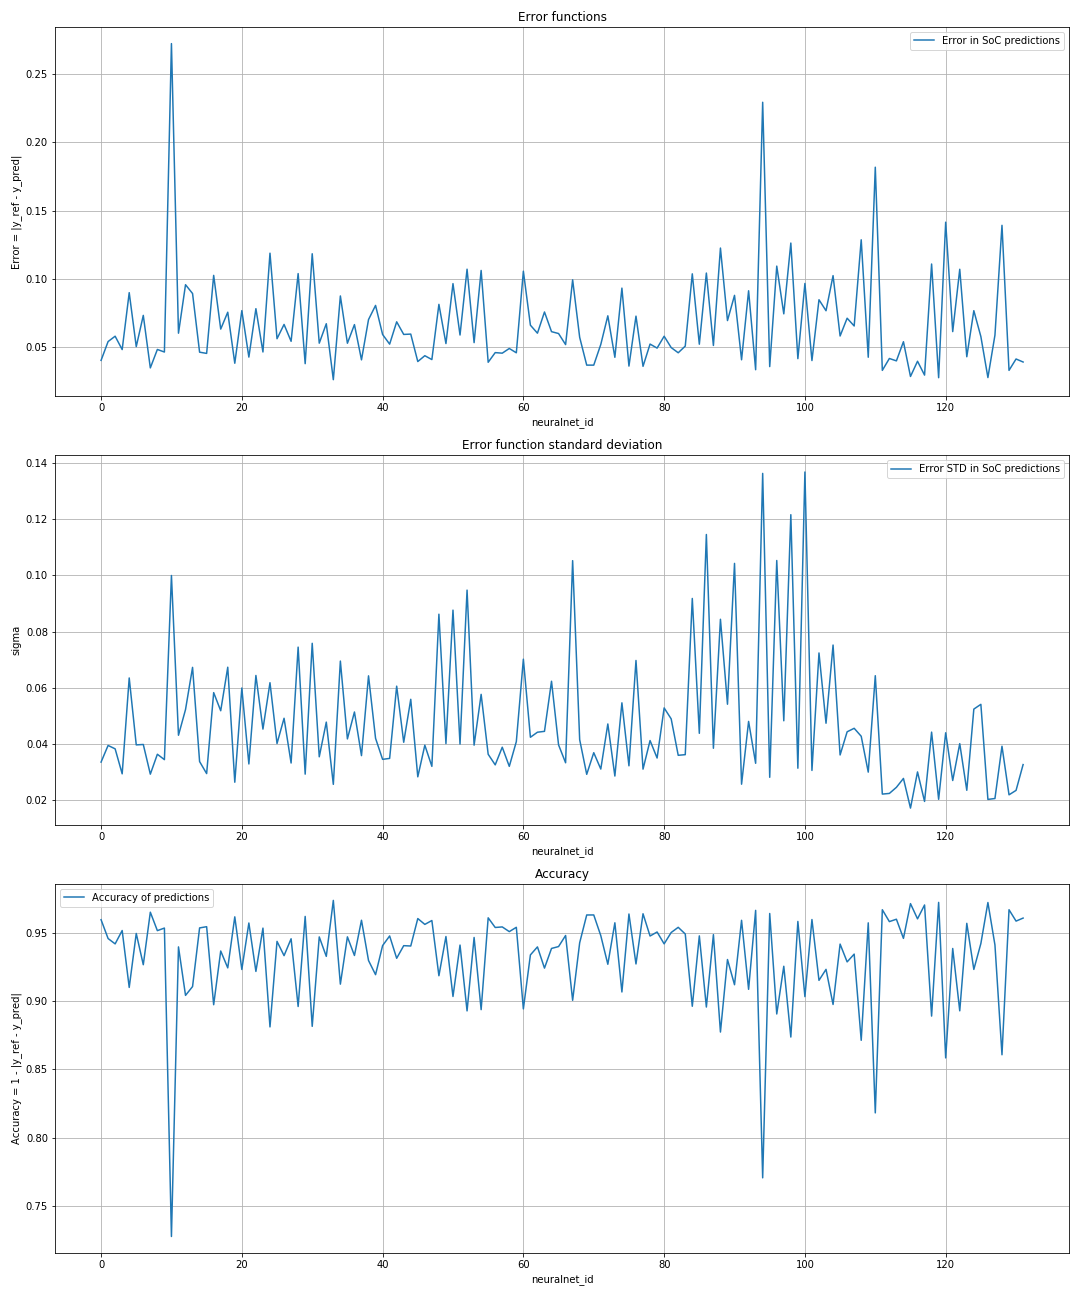 Error functions
Error in SoC predictions
Error = |y_ref - y_pred|
0.25
0.20
0.15
0.10
0.05
0 20 40 60 80 100 120
neuralnet_id
Error function standard deviation
Error STD in SoC predictions
sigma
0.14
0.12
0.10
0.08
0.06
0.04
0.02
0 20 40 60 80 100 120
neuralnet_id
Accuracy
Accuracy of predictions
Accuracy = 1 - |y_ref - y_pred|
0.95
0.90
0.85
0.80
0.75
0 20 40 60 80 100 120
neuralnet_id